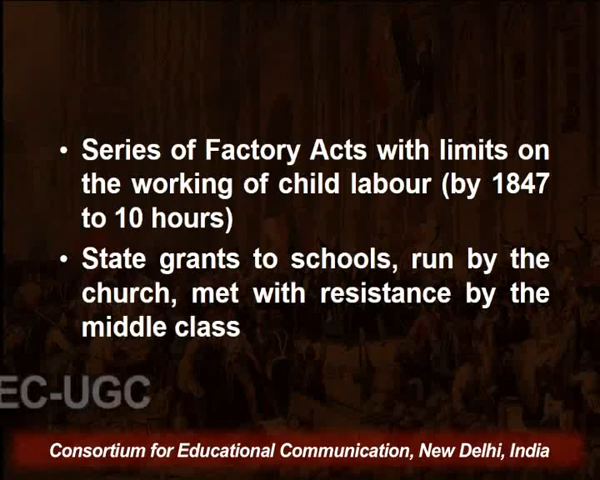 • Series of Factory Acts with limits on
the working of child labour (by 1847
to 10 hours)
• State grants to schools, run by the
church, met with resistance by the
middle class
EC-UGC
Consortium for Educational Communication, New Delhi, India